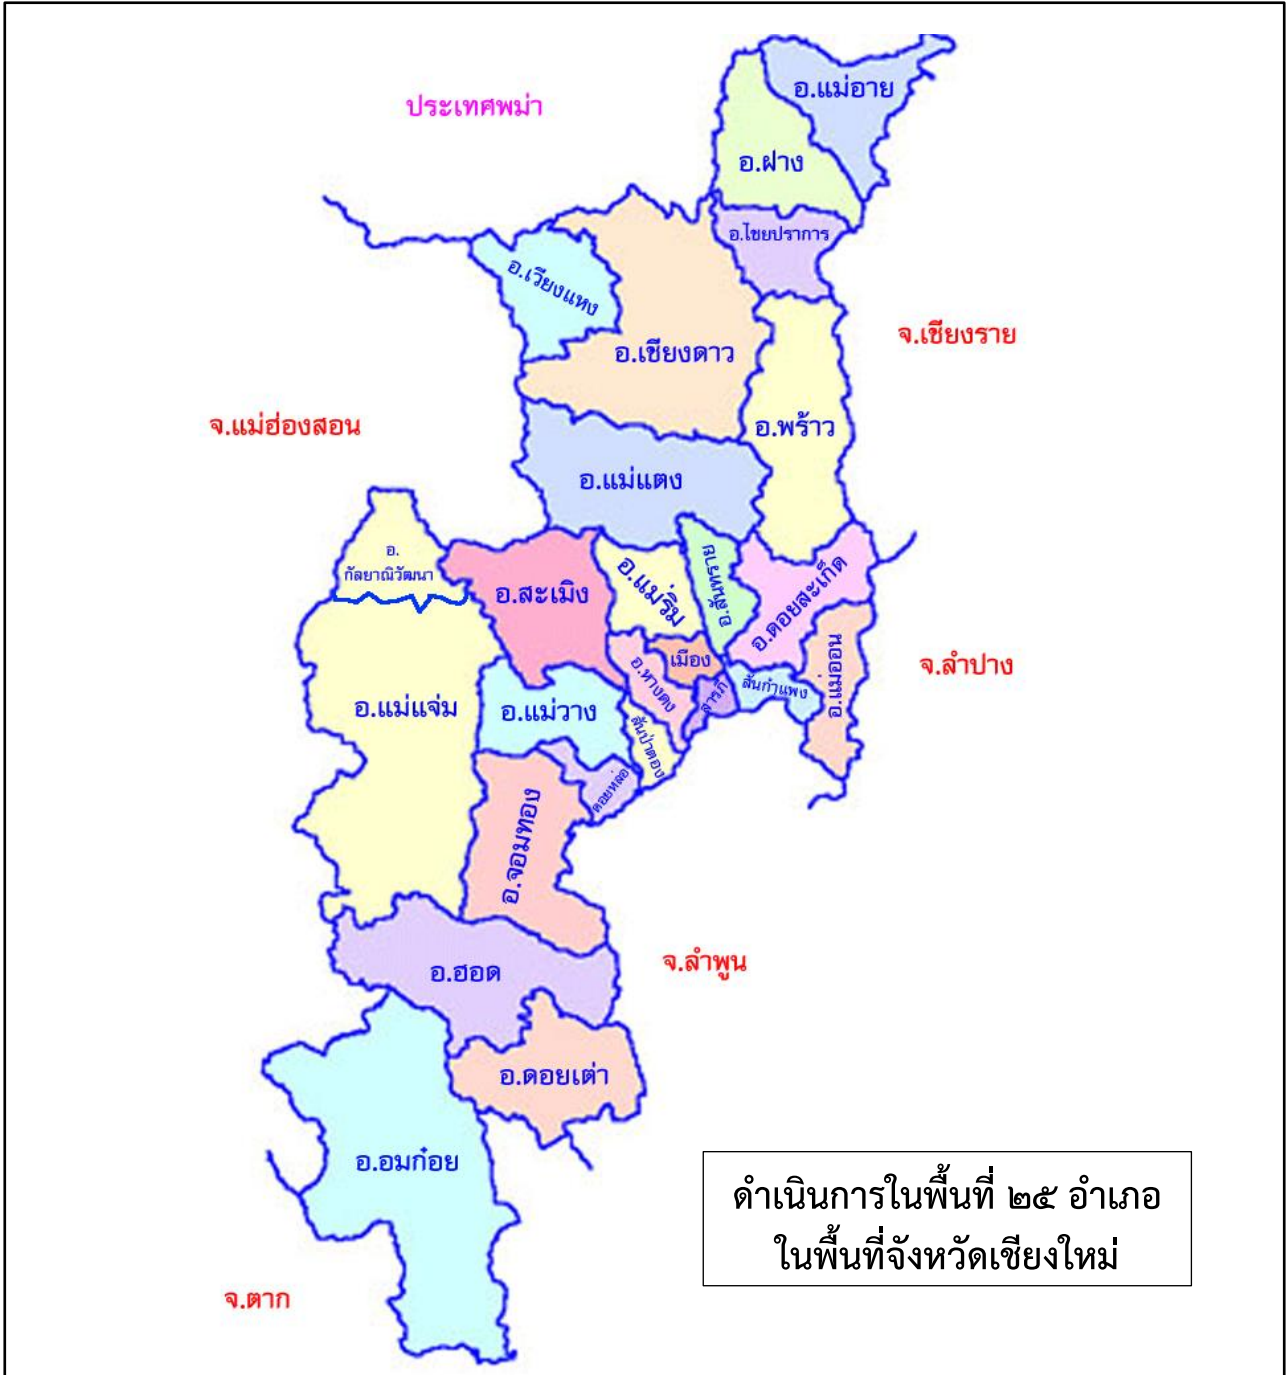 อ.แม่อาย
ประเทศพม่า
อ.ฝาง
อ.ไชยปราการ
อ.เวียงแหง
จ.เชียงราย
อ.เชียงดาว
จ.แม่ฮ่องสอน
อ.พร้าว
อ.แม่แตง
อ.
กัลยาณิวัฒนา
อ.สะเมิง
อ.แม่ริม
อ.สันทราย
อ.ดอยสะเก็ด
เมือง
อ.หางดง
สารภี
สันกำแพง
อ.แม่ออน
จ.ลำปาง
อ.แม่แจ่ม
อ.แม่วาง
สันป่าตอง
ดอยหล่อ
อ.จอมทอง
จ.ลำพูน
อ.ฮอด
อ.ดอยเต่า
อ.อมก๋อย
ดำเนินการในพื้นที่ ๒๕ อำเภอ
ในพื้นที่จังหวัดเชียงใหม่
จ.ตาก